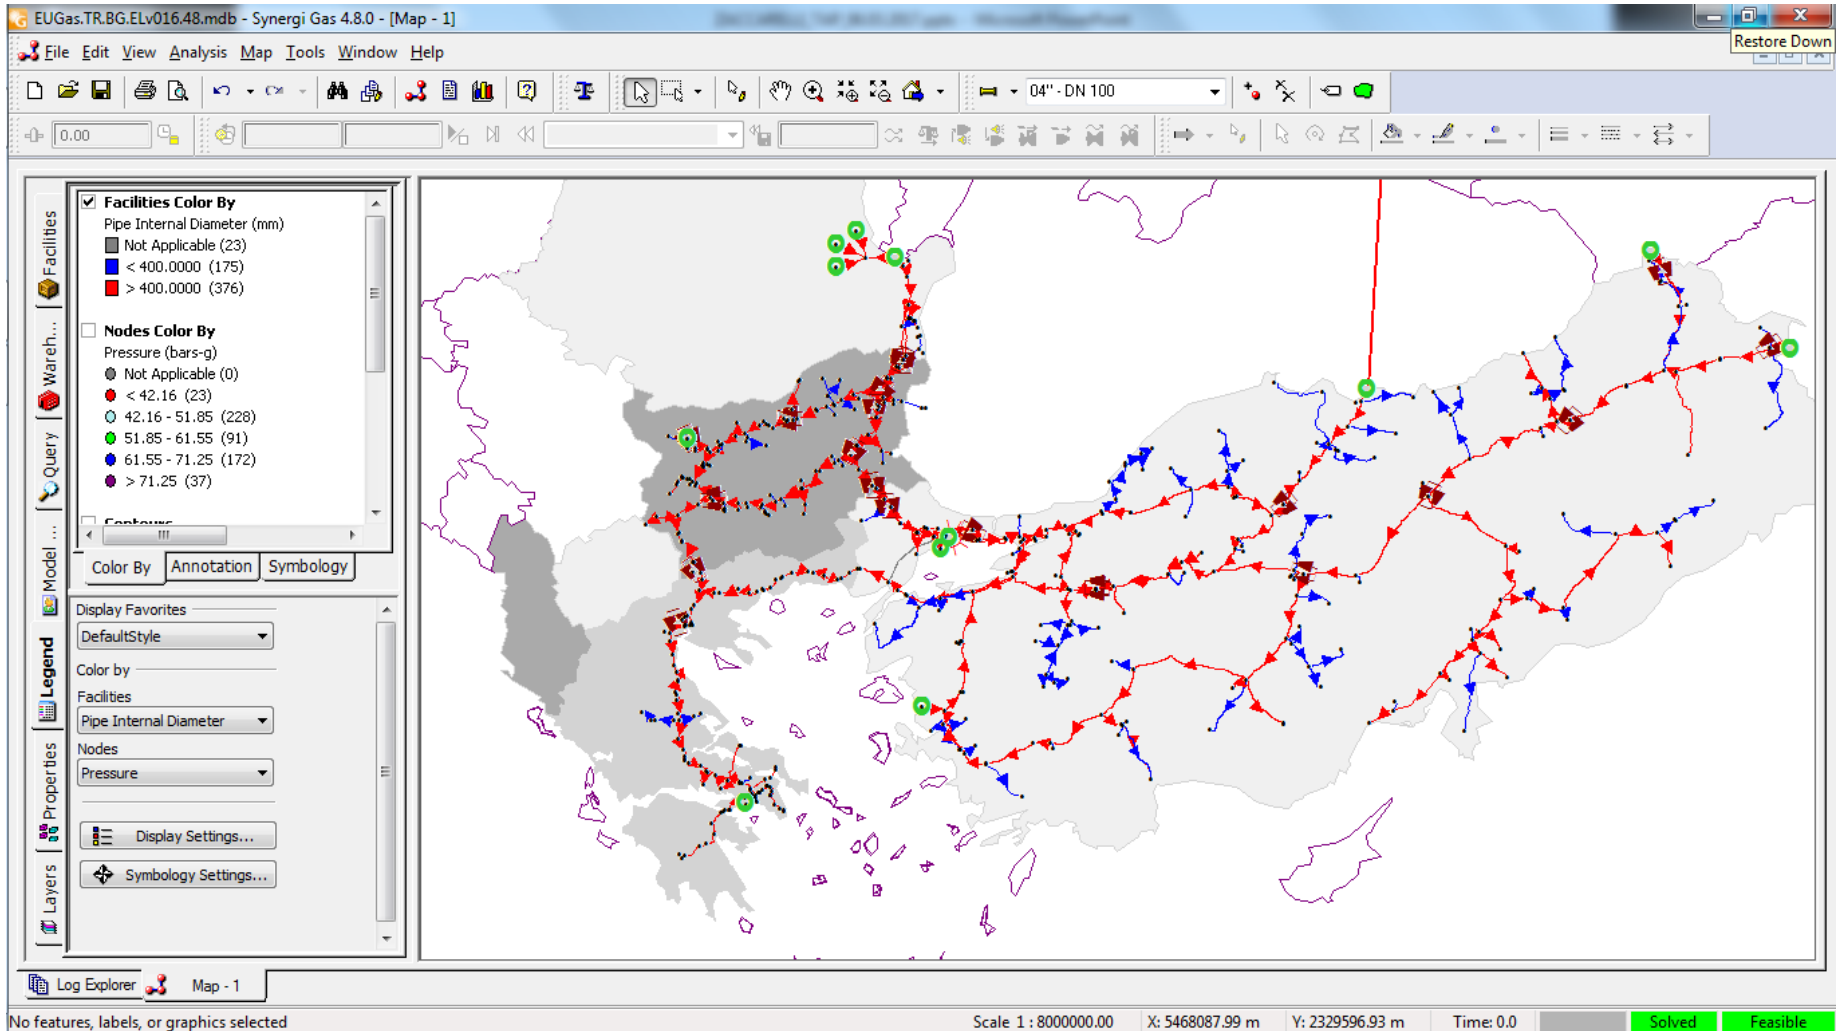 EUGas.TR.BG.ELv016.48.mdb - Synergi Gas 4.8.0 - [Map - 1]
Restore Down
File Edit View Analysis Map Tools Window Help
04" - DN 100
0.00
Facilities
Wareh...
Query
Model ...
Legend
Properties
Layers
Facilities Color By
Pipe Internal Diameter (mm)
Not Applicable (23)
< 400.0000 (175)
> 400.0000 (376)
Nodes Color By
Pressure (bars-g)
Not Applicable (0)
< 42.16 (23)
42.16 - 51.85 (228)
51.85 - 61.55 (91)
61.55 - 71.25 (172)
> 71.25 (37)
Contours
Color By Annotation Symbology
Display Favorites
DefaultStyle
Color by
Facilities
Pipe Internal Diameter
Nodes
Pressure
Display Settings...
Symbology Settings...
Log Explorer Map - 1
No features, labels, or graphics selected Scale 1 : 8000000.00 X: 5468087.99 m Y: 2329596.93 m Time: 0.0 Solved Feasible